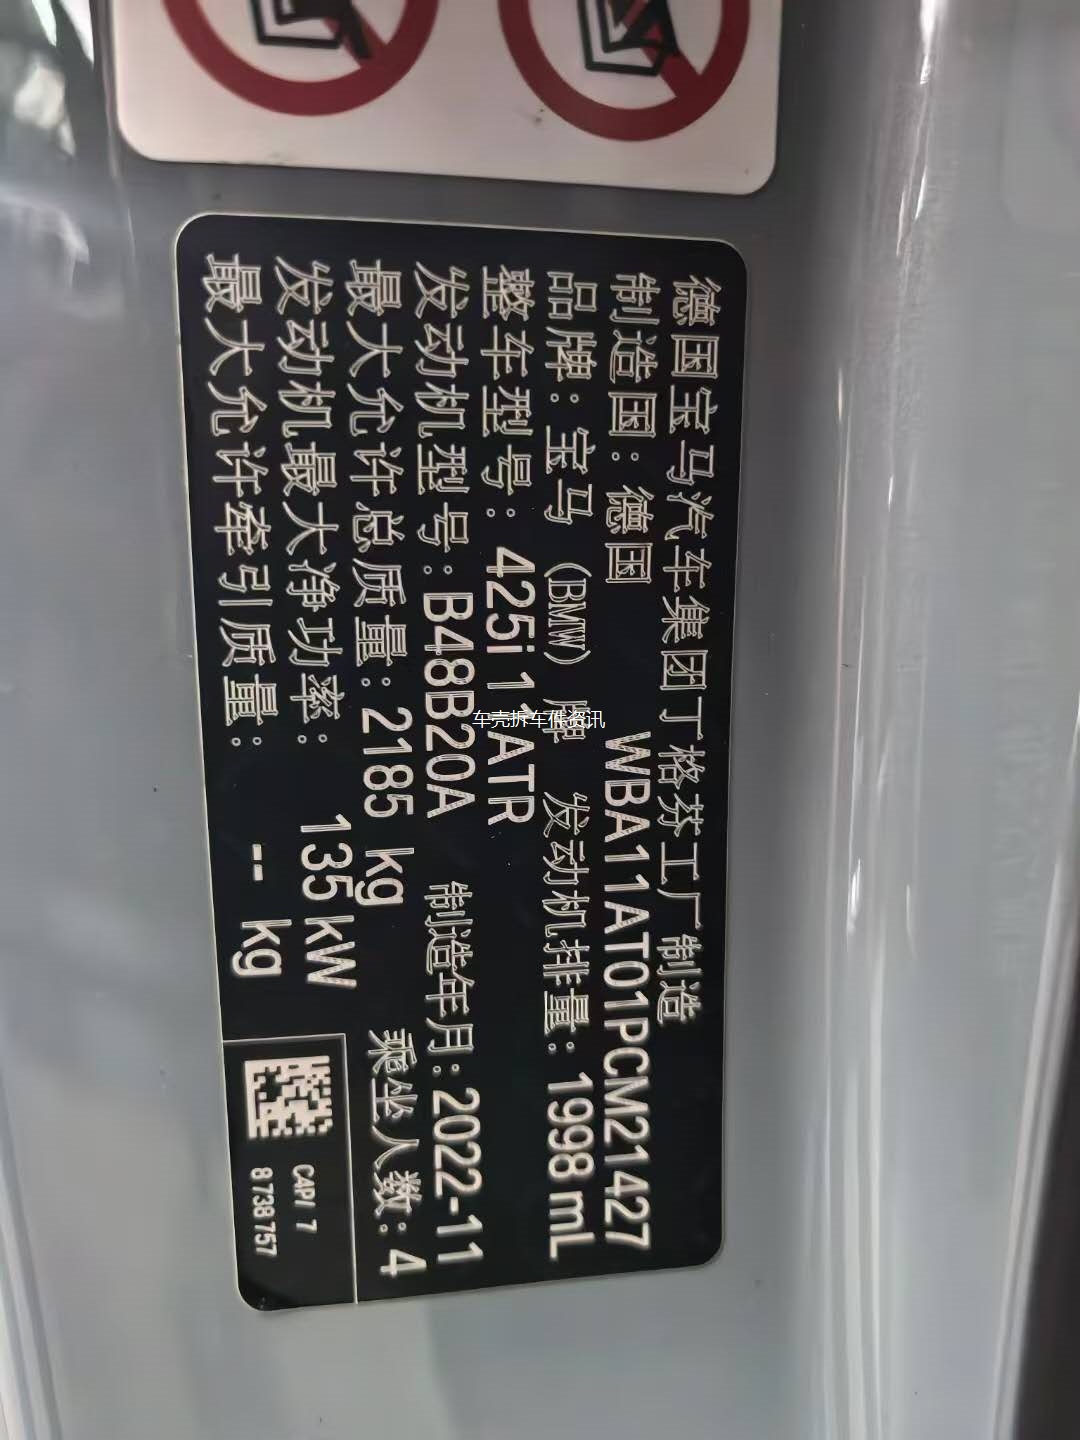 德国宝马汽车集团丁格芬工厂制造
制造国：德国 WBA11AT01PCM21427
品牌：宝马（BMW）牌 发动机排量：1998 mL
整车型号：425i 11ATR
发动机型号：B48B20A 制造年月：2022-11
最大允许总质量：2185 kg 乘坐人数：4
发动机最大净功率：135 kW
最大允许牵引质量：-- kg
CAPI 7
8 738 757
车壳拆车件资讯